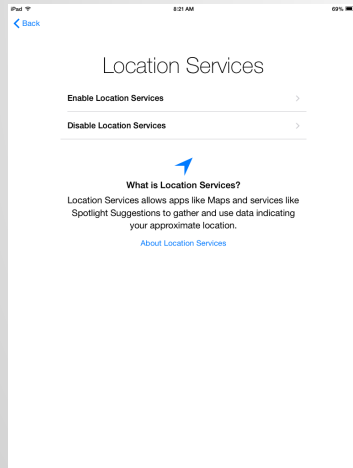 iPad 8:21 AM 69%
Back
Location Services
Enable Location Services
Disable Location Services
What is Location Services?
Location Services allows apps like Maps and services like
Spotlight Suggestions to gather and use data indicating
your approximate location.
About Location Services